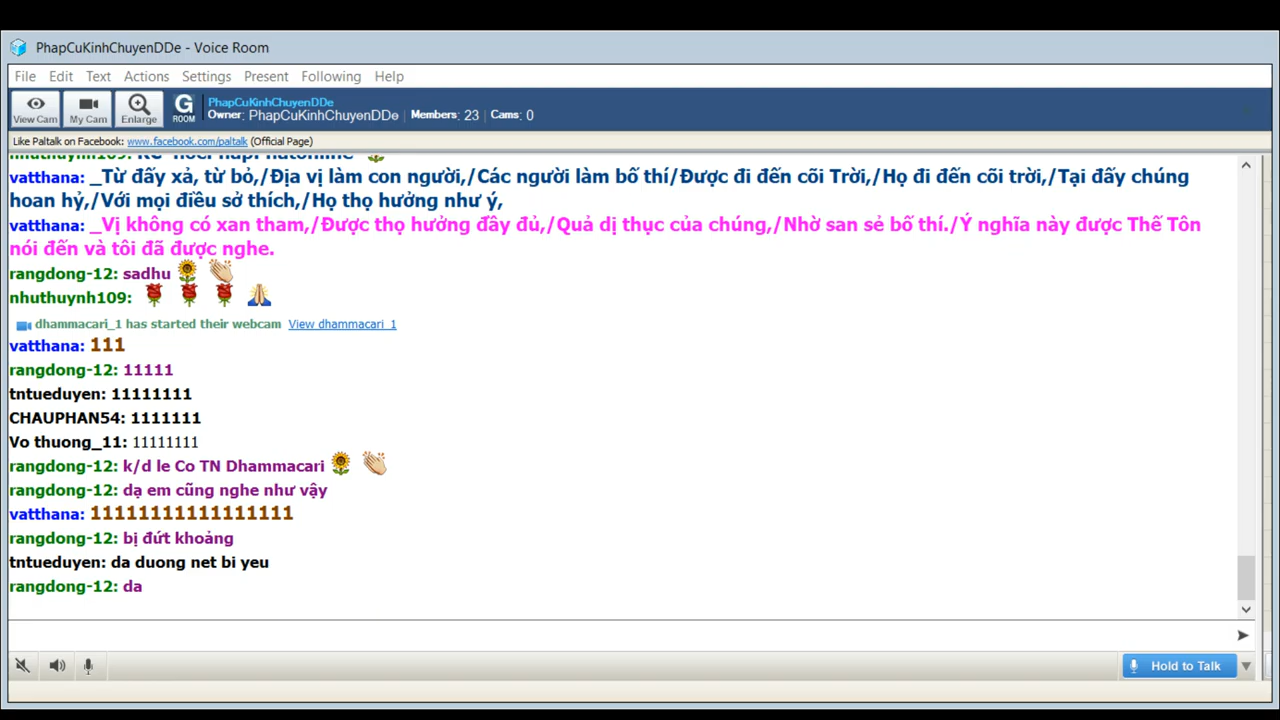 PhapCuKinhChuyenDDe - Voice Room
File Edit Text Actions Settings Present Following Help
View Cam My Cam Enlarge G ROOM
PhapCuKinhChuyenDDe
Owner: PhapCuKinhChuyenDDe Members: 23 Cams: 0
Like Paltalk on Facebook: www.facebook.com/paltalk (Official Page)
nhuthuynh109:
vatthana: _Từ đấy xả, từ bỏ,/Địa vị làm con người,/Các người làm bố thí/Được đi đến cõi Trời,/Họ đi đến cõi trời,/Tại đấy chúng
hoan hỷ,/Với mọi điều sở thích,/Họ thọ hưởng như ý,
vatthana: _Vị không có xan tham,/Được thọ hưởng đầy đủ,/Quả dị thục của chúng,/Nhờ san sẻ bố thí./Ý nghĩa này được Thế Tôn
nói đến và tôi đã được nghe.
rangdong-12: sadhu
nhuthuynh109:
dhammacari_1 has started their webcam View dhammacari_1
vatthana: 111
rangdong-12: 11111
tntueduyen: 11111111
CHAUPHAN54: 1111111
Vo thuong_11: 11111111
rangdong-12: k/d le Co TN Dhammacari
rangdong-12: dạ em cũng nghe như vậy
vatthana: 11111111111111111
rangdong-12: bị đứt khoảng
tntueduyen: da duong net bi yeu
rangdong-12: da
Hold to Talk